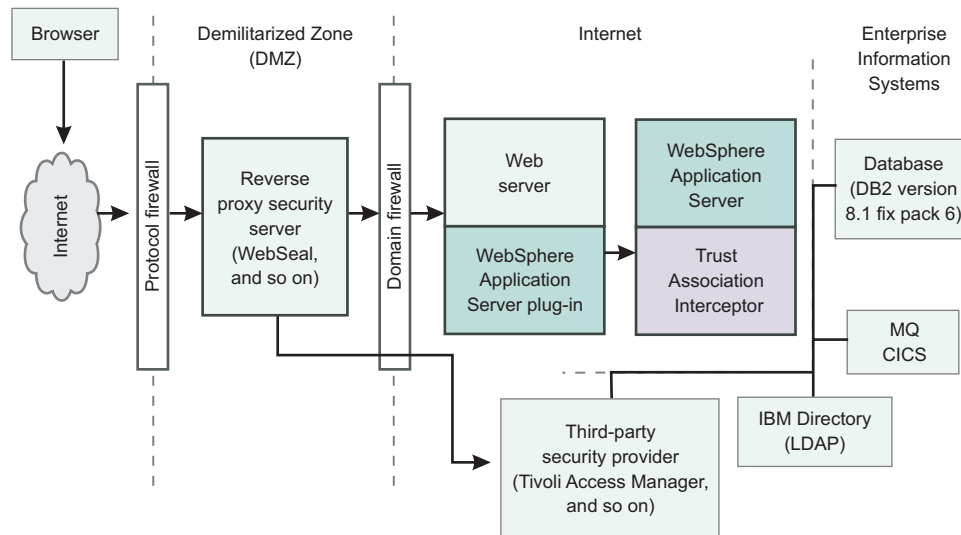 Browser
Demilitarized Zone
(DMZ)
Internet
Enterprise
Information
Systems
Internet
Protocol firewall
Reverse
proxy security
server
(WebSeal,
and so on)
Domain firewall
Web
server
WebSphere
Application
Server plug-in
WebSphere
Application
Server
Trust
Association
Interceptor
Database
(DB2 version
8.1 fix pack 6)
MQ
CICS
IBM Directory
(LDAP)
Third-party
security provider
(Tivoli Access Manager,
and so on)